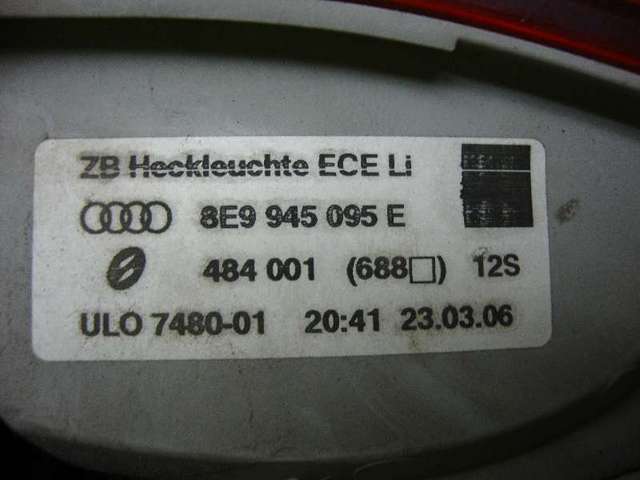 ZB Heckleuchte ECE Li
8E9 945 095 E
484 001 (688□) 12S
ULO 7480-01 20:41 23.03.06